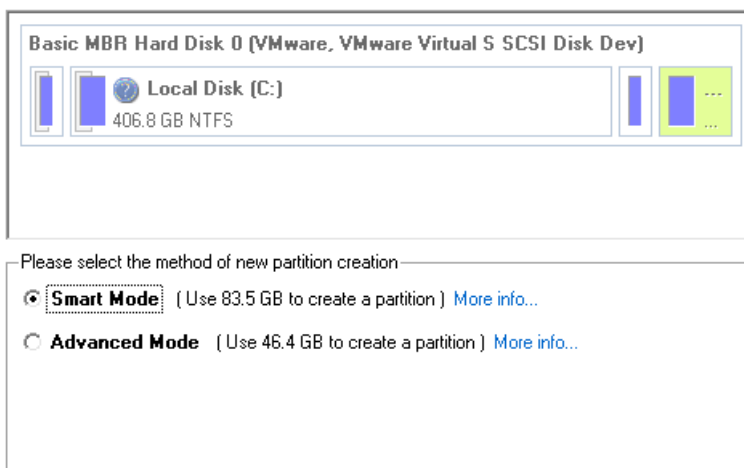 Basic MBR Hard Disk 0 (VMware, VMware Virtual S SCSI Disk Dev)
Local Disk (C:)
406.8 GB NTFS
...
...
Please select the method of new partition creation
Smart Mode ( Use 83.5 GB to create a partition ) More info...
Advanced Mode ( Use 46.4 GB to create a partition ) More info...